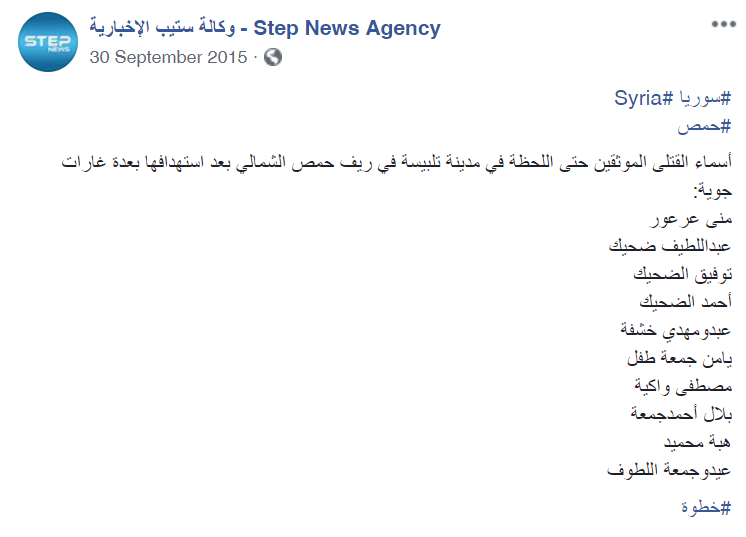 STEP
NEWS
وكالة ستيب الإخبارية - Step News Agency
30 September 2015 ·
#سوريا #Syria
#حمص
أسماء القتلى الموثقين حتى اللحظة في مدينة تلبيسة في ريف حمص الشمالي بعد استهدافها بعدة غارات
جوية:
منى عرعور
عبداللطيف ضحيك
توفيق الضحيك
أحمد الضحيك
عبدومهدي خشفة
يامن جمعة طفل
مصطفى واكية
بلال أحمدجمعة
هبة محميد
عيدوجمعة اللطوف
#خطوة